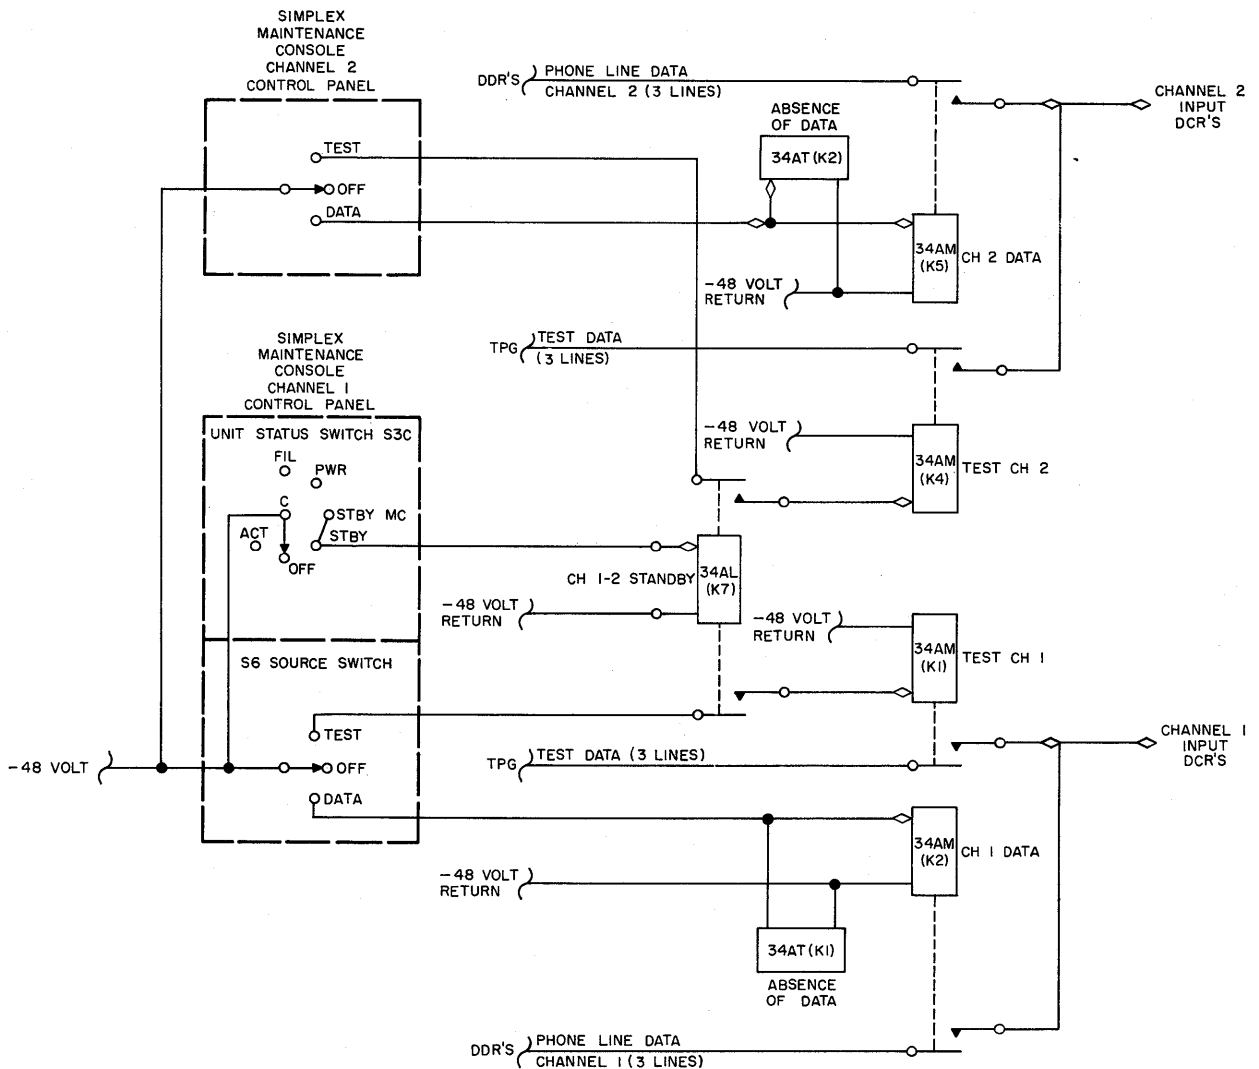 SIMPLEX
MAINTENANCE
CONSOLE
CHANNEL 2
CONTROL PANEL
TEST
OFF
DATA
DDR'S
PHONE LINE DATA
CHANNEL 2 (3 LINES)
ABSENCE
OF DATA
34AT (K2)
CHANNEL 2
INPUT
DCR'S
34AM
(K5)
CH 2 DATA
-48 VOLT
RETURN
TPG
TEST DATA
(3 LINES)
-48 VOLT
RETURN
34AM
(K4)
TEST CH 2
SIMPLEX
MAINTENANCE
CONSOLE
CHANNEL 1
CONTROL PANEL
UNIT STATUS SWITCH S3C
FIL
PWR
C
STBY MC
ACT
STBY
OFF
CH 1-2 STANDBY
34AL
(K7)
-48 VOLT
RETURN
-48 VOLT
RETURN
34AM
(K1)
TEST CH 1
S6 SOURCE SWITCH
TEST
-48 VOLT
OFF
DATA
TPG
TEST DATA (3 LINES)
CHANNEL 1
INPUT
DCR'S
34AM
(K2)
CH 1 DATA
-48 VOLT
RETURN
34AT (K1)
ABSENCE
OF DATA
DDR'S
PHONE LINE DATA
CHANNEL 1 (3 LINES)